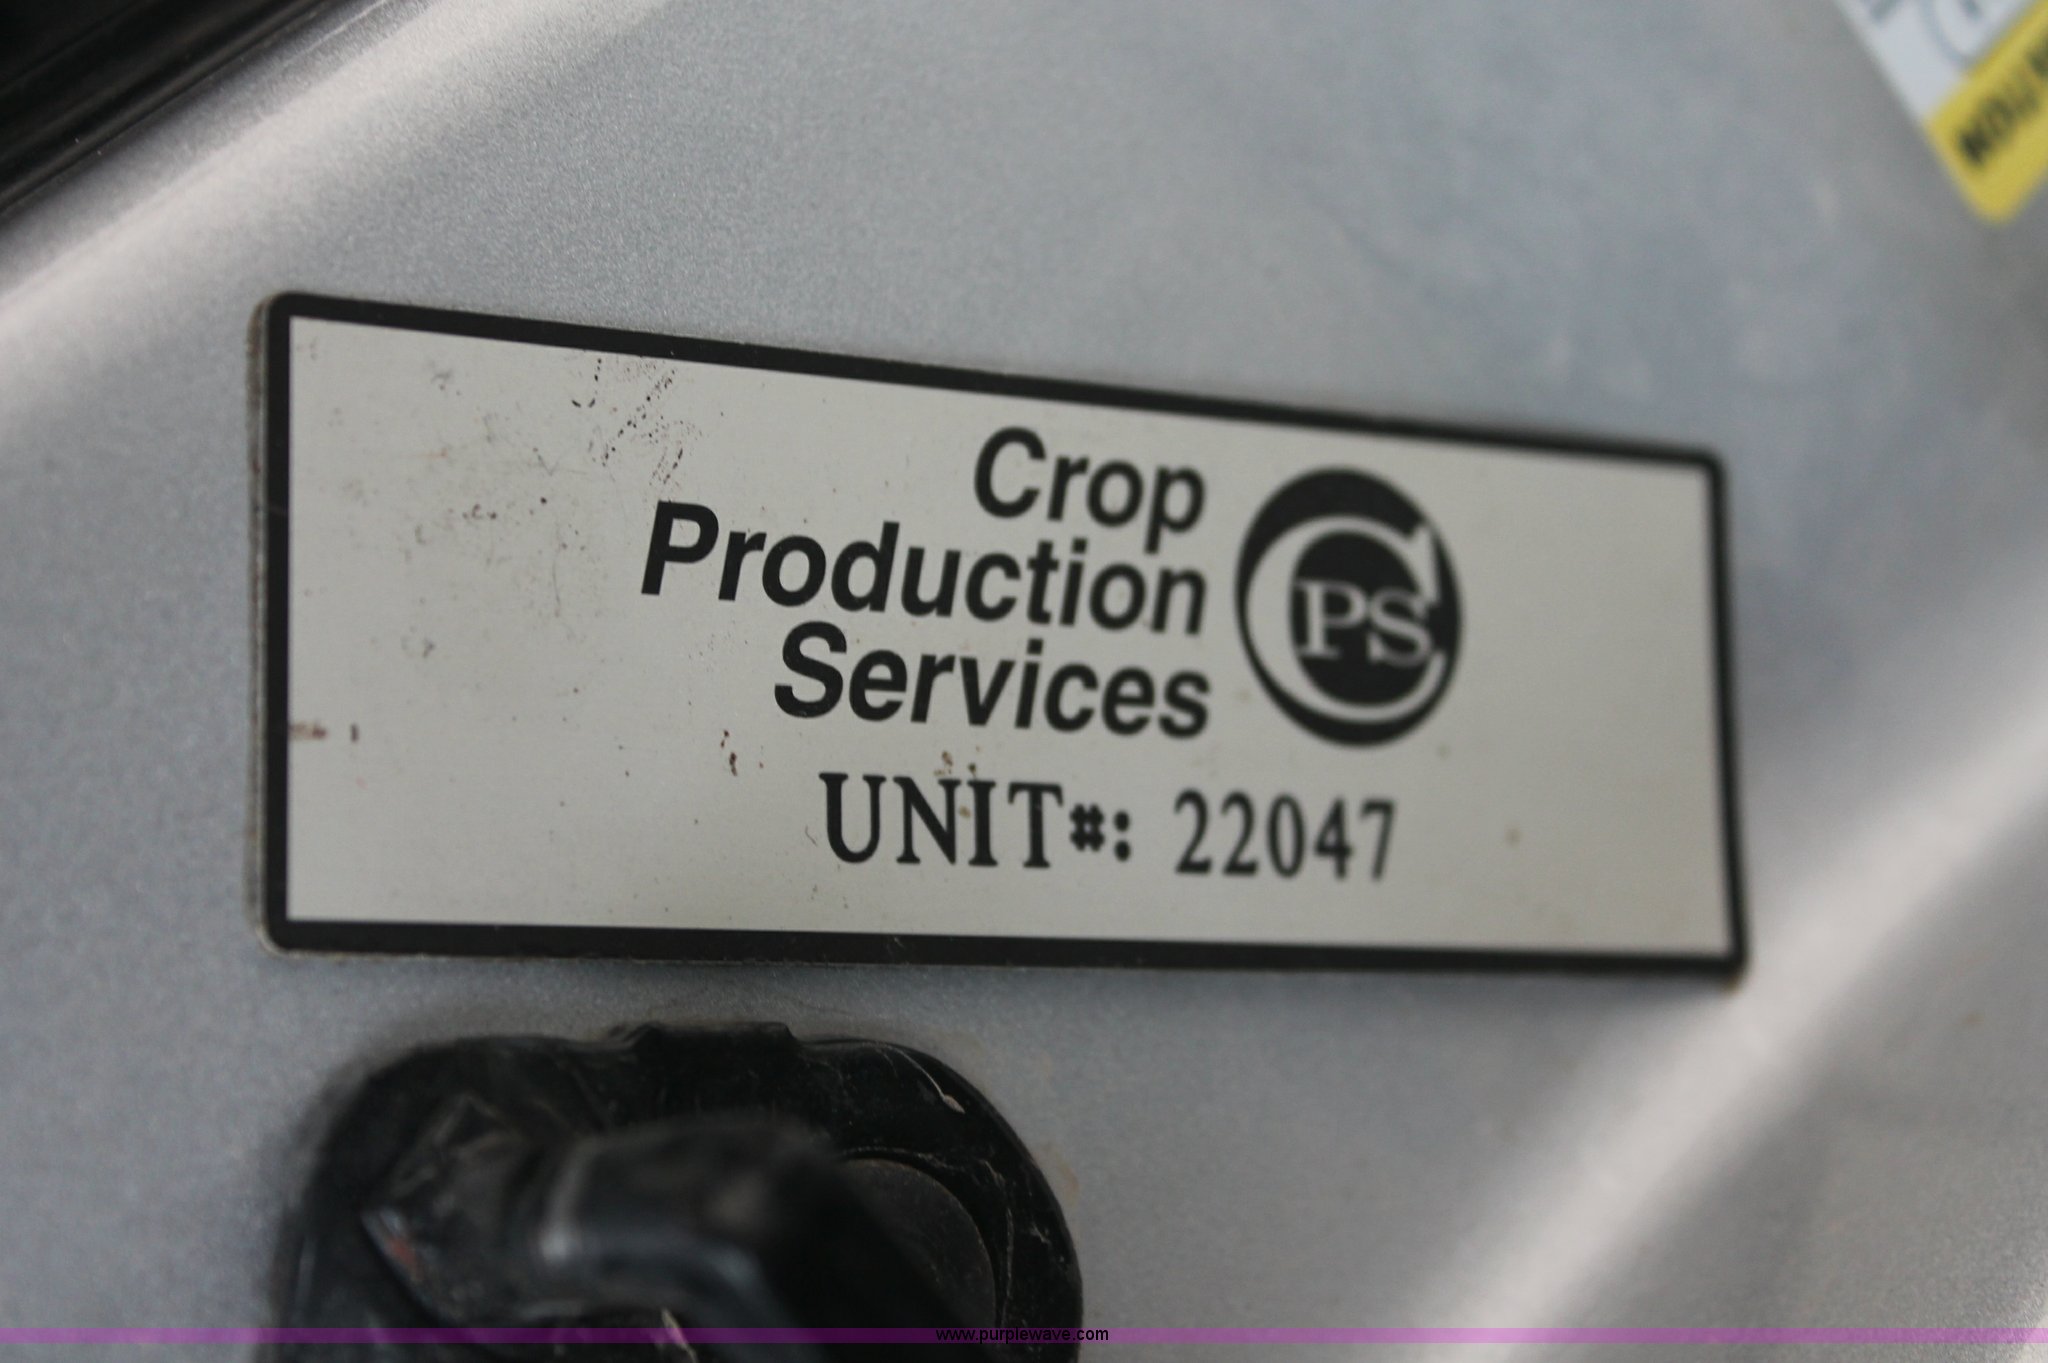 Crop
Production
Services
CPS
UNIT#: 22047
www.purplewave.com